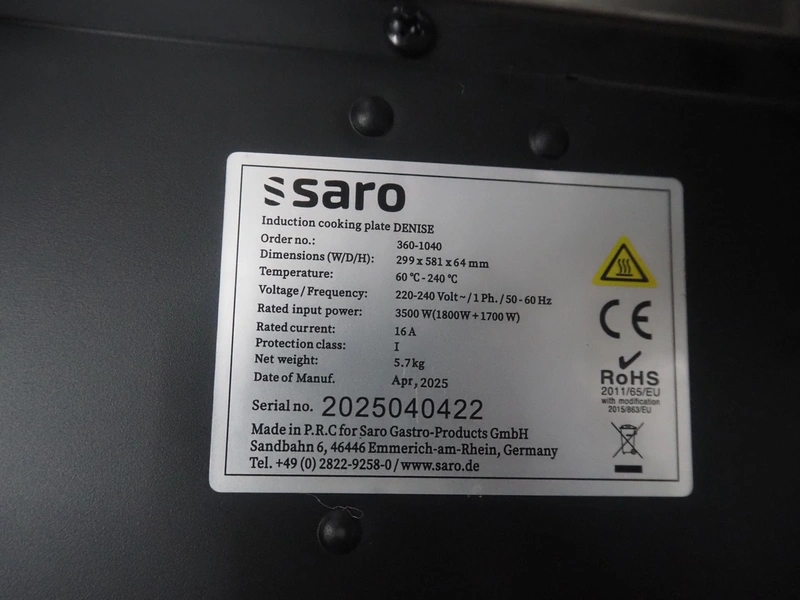 saro
Induction cooking plate DENISE
Order no.: 360-1040
Dimensions (W/D/H): 299 x 581 x 64 mm
Temperature: 60 °C - 240 °C
Voltage / Frequency: 220-240 Volt ~ / 1 Ph. / 50 - 60 Hz
Rated input power: 3500 W(1800W + 1700 W)
Rated current: 16 A
Protection class: I
Net weight: 5.7 kg
Date of Manuf. Apr, 2025
Serial no. 2025040422
Made in P.R.C for Saro Gastro-Products GmbH
Sandbahn 6, 46446 Emmerich-am-Rhein, Germany
Tel. +49 (0) 2822-9258-0 / www.saro.de
CE
RoHS
2011/65/EU
with modification
2015/863/EU